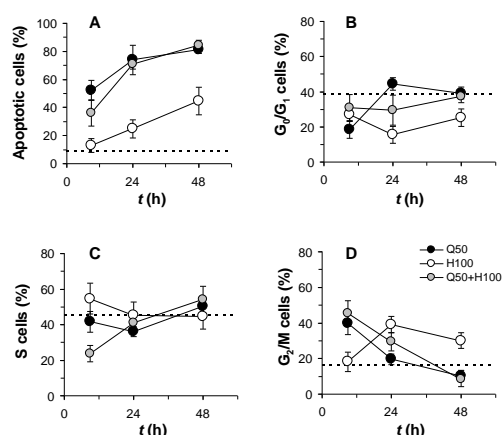 A
Apoptotic cells (%)
100
80
60
40
20
0
0
24
48
t (h)
B
G0/G1 cells (%)
80
60
40
20
0
0
24
48
t (h)
C
S cells (%)
80
60
40
20
0
0
24
48
t (h)
D
G2/M cells (%)
80
60
40
20
0
0
24
48
t (h)
Q50
H100
Q50+H100